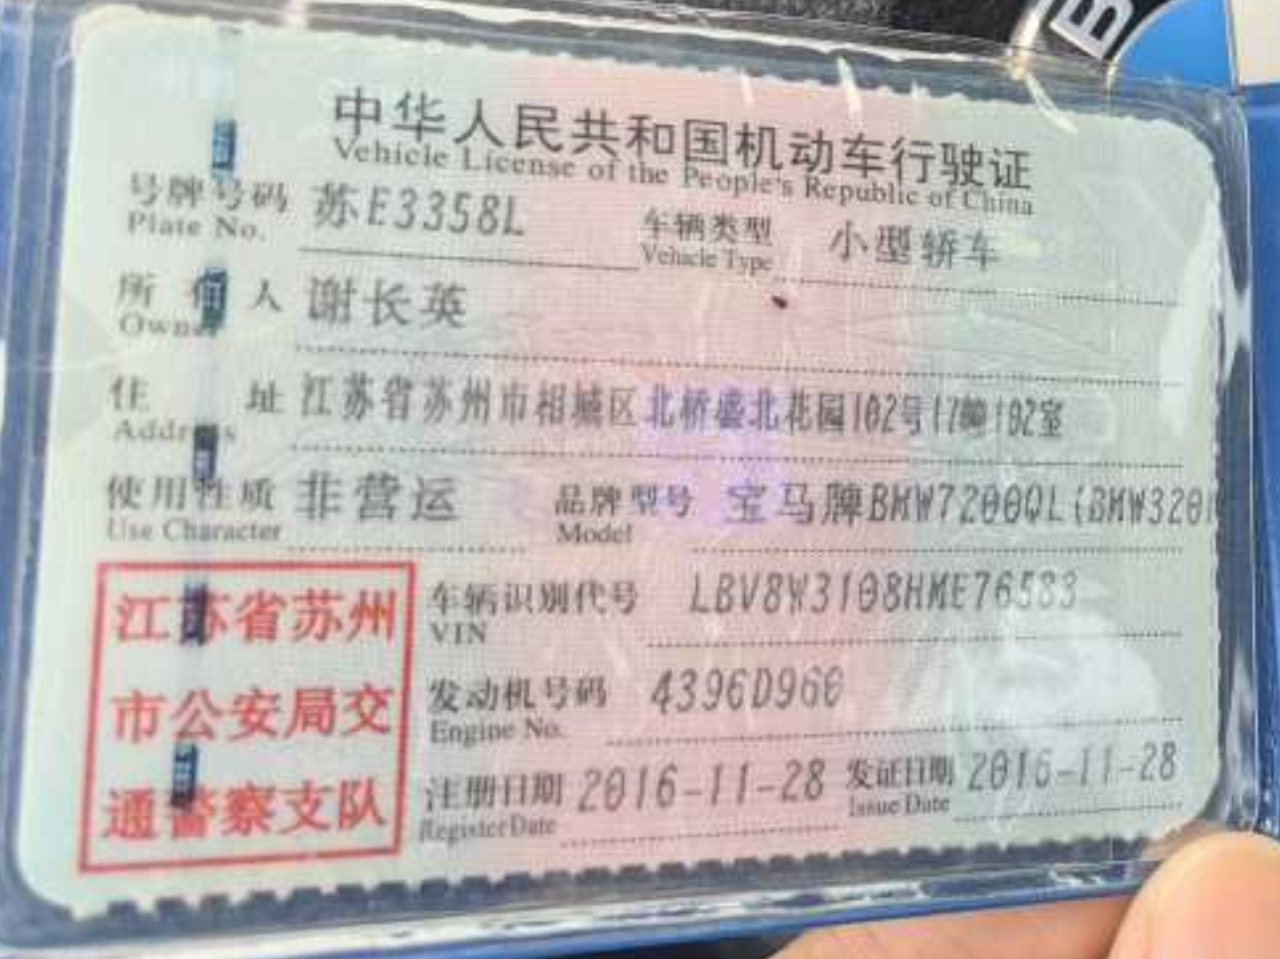 中华人民共和国机动车行驶证
Vehicle License of the People's Republic of China
号牌号码 苏E3358L 车辆类型 小型轿车
Plate No. Vehicle Type
所有人 谢长英
Owner
住址 江苏省苏州市相城区北桥盛北花园102号17幢102室
Address
使用性质 非营运 品牌型号 宝马牌BMW7200QL(BMW320
Use Character Model
江苏省苏州
市公安局交
通警察支队
车辆识别代号 LBV8W3108HME76583
VIN
发动机号码 4396D960
Engine No.
注册日期 2016-11-28 发证日期 2016-11-28
Register Date Issue Date